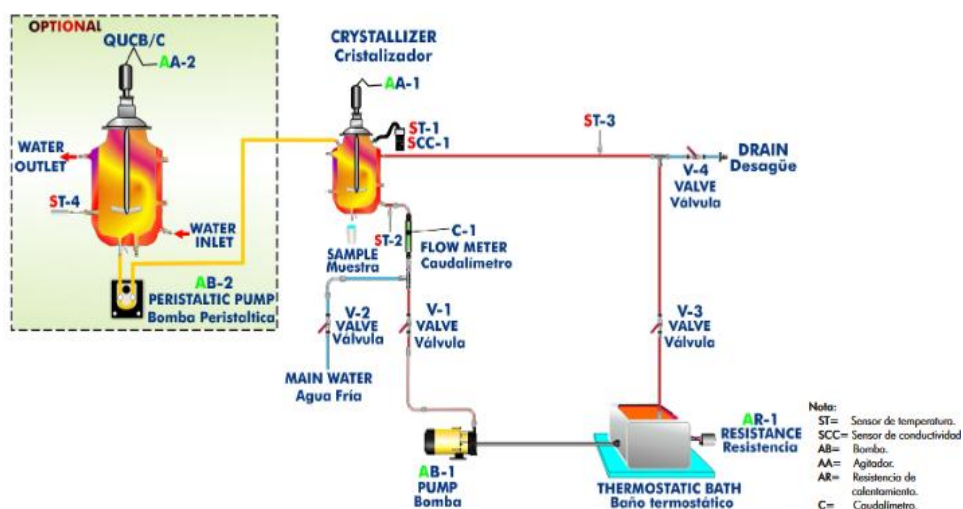 OPTIONAL
QUCB/C
AA-2
WATER
OUTLET
ST-4
WATER
INLET
AB-2
PERISTALTIC PUMP
Bomba Peristaltica
CRYSTALLIZER
Cristalizador
AA-1
ST-1
SCC-1
ST-3
DRAIN
Desagüe
V-4
VALVE
Válvula
ST-2
SAMPLE
Muestra
C-1
FLOW METER
Caudalímetro
V-2
VALVE
Válvula
V-1
VALVE
Válvula
V-3
VALVE
Válvula
MAIN WATER
Agua Fría
AB-1
PUMP
Bomba
AR-1
RESISTANCE
Resistencia
THERMOSTATIC BATH
Baño termostático
Nota:
ST= Sensor de temperatura.
SCC= Sensor de conductividad
AB= Bomba.
AA= Agitador.
AR= Resistencia de
calentamiento.
C= Caudalímetro.